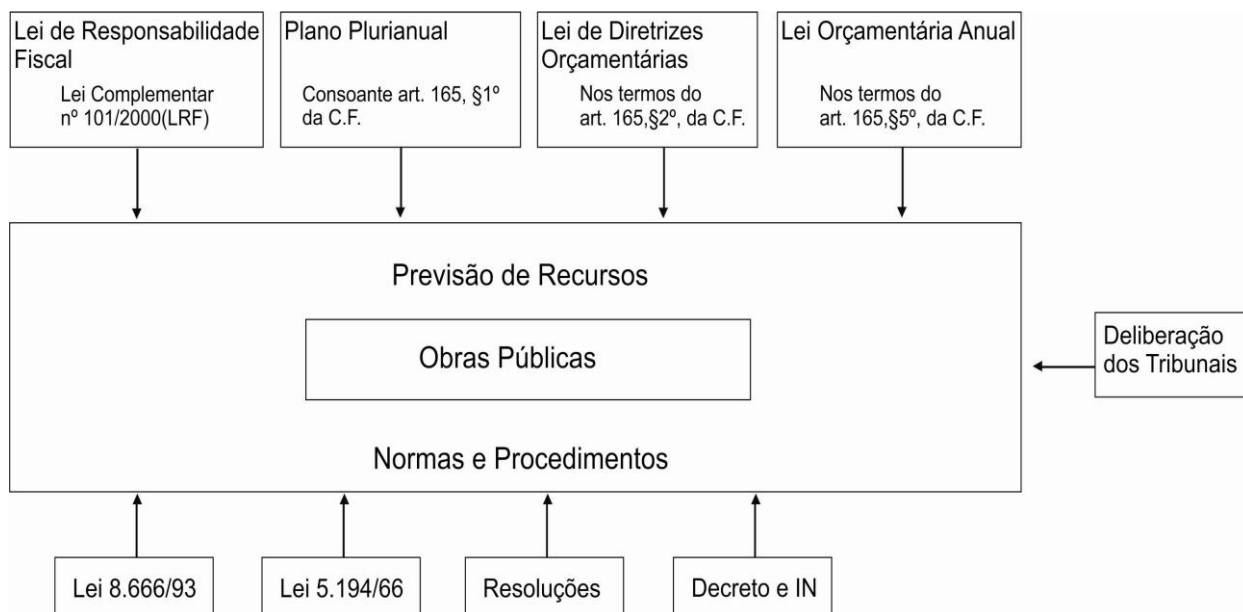 Lei de Responsabilidade
Fiscal
Lei Complementar
nº 101/2000(LRF)
Plano Plurianual
Consoante art. 165, §1º
da C.F.
Lei de Diretrizes
Orçamentárias
Nos termos do
art. 165,§2º, da C.F.
Lei Orçamentária Anual
Nos termos do
art. 165,§5º, da C.F.
Previsão de Recursos
Obras Públicas
Normas e Procedimentos
Deliberação
dos Tribunais
Lei 8.666/93
Lei 5.194/66
Resoluções
Decreto e IN